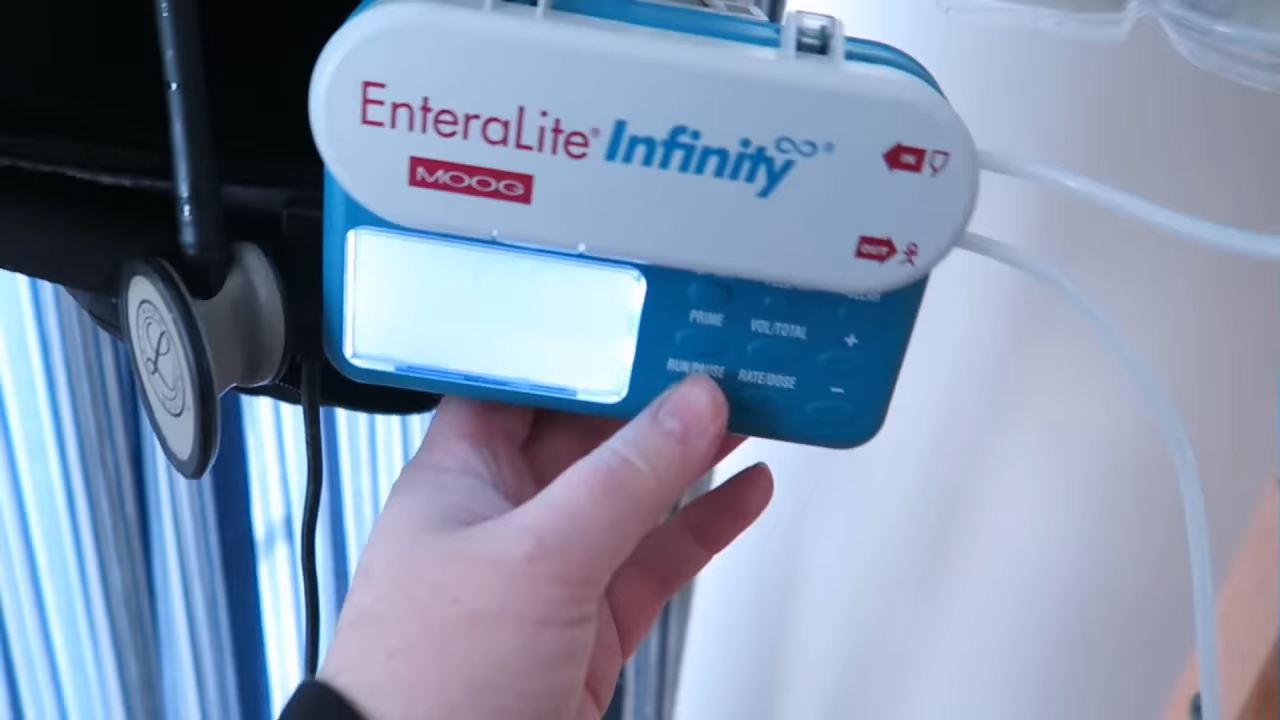 EnteraLite® Infinity∞®
MOOG
IN
OUT
PRIME
VOL/TOTAL
+
RUN/PAUSE
RATE/DOSE
-
L